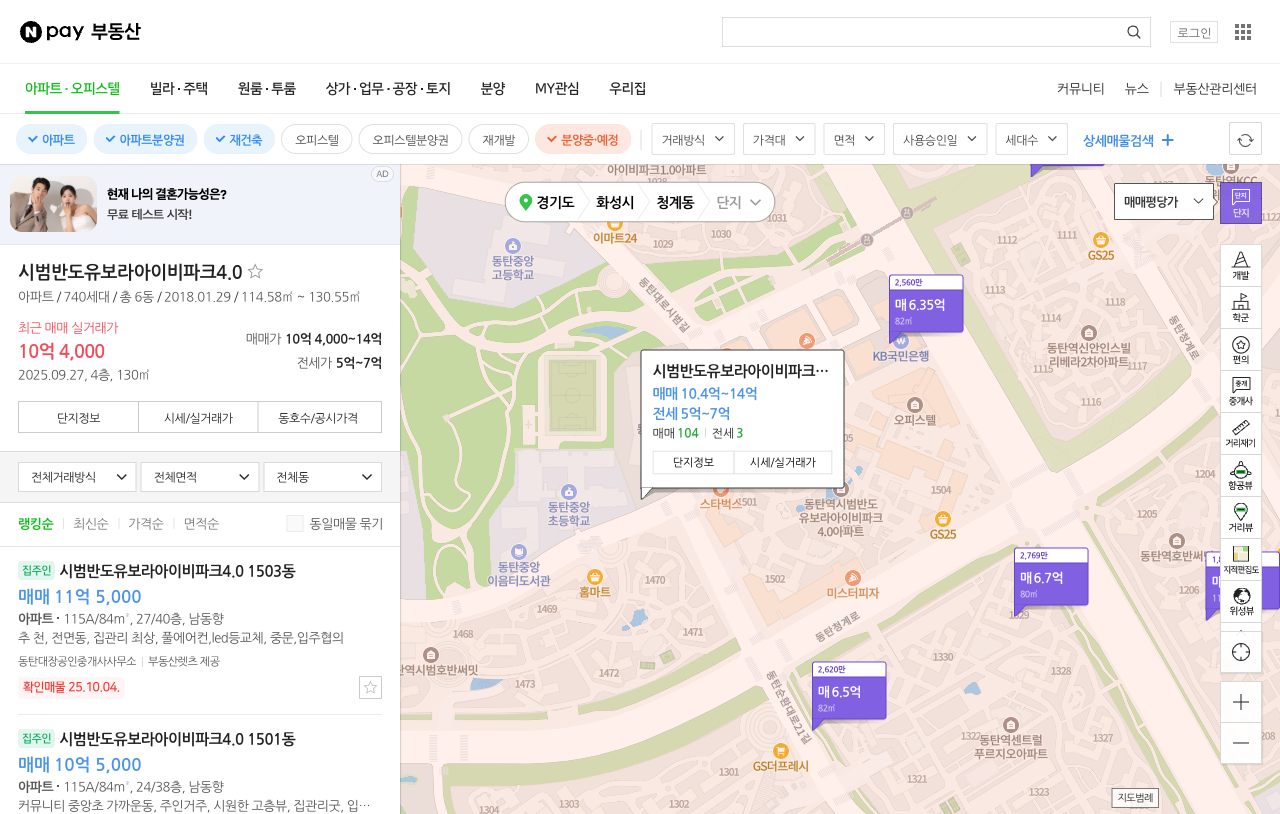 N pay 부동산
로그인
아파트 · 오피스텔 빌라 · 주택 원룸 · 투룸 상가 · 업무 · 공장 · 토지 분양 MY관심 우리집
커뮤니티 뉴스 부동산관리센터
아파트 아파트분양권 재건축 오피스텔 오피스텔분양권 재개발 분양중·예정
거래방식 가격대 면적 사용승인일 세대수 상세매물검색
현재 나의 결혼가능성은?
무료 테스트 시작!
AD
시범반도유보라아이비파크4.0
아파트 / 740세대 / 총 6동 / 2018.01.29 / 114.58㎡ ~ 130.55㎡
최근 매매 실거래가
10억 4,000
2025.09.27, 4층, 130㎡
매매가 10억 4,000~14억
전세가 5억~7억
단지정보 시세/실거래가 동호수/공시가격
전체거래방식 전체면적 전체동
랭킹순 최신순 가격순 면적순 동일매물 묶기
집주인 시범반도유보라아이비파크4.0 1503동
매매 11억 5,000
아파트 · 115A/84㎡, 27/40층, 남동향
추 천, 전면동, 집관리 최상, 풀에어컨,led등교체, 중문,입주협의
동탄대장공인중개사사무소 부동산렛츠 제공
확인매물 25.10.04.
집주인 시범반도유보라아이비파크4.0 1501동
매매 10억 5,000
아파트 · 115A/84㎡, 24/38층, 남동향
커뮤니티 중앙초 가까운동, 주인거주, 시원한 고층뷰, 집관리굿, 입…
경기도 화성시 청계동 단지
매매평당가
단지
단지
개발
학군
편의
중개
중개사
거리재기
항공뷰
거리뷰
지적편집도
위성뷰
지도범례
아이비파크1.0아파트
1028
이마트24
1029
1030
1031
동탄중앙
고등학교
동탄대로시범길
1112
1111
GS25
1113
1114
1118
동탄청계로
동탄역신안인스빌
리베라2차아파트
1115
1117
2,560만
매 6.35억
82㎡
KB국민은행
시범반도유보라아이비파크…
매매 10.4억~14억
전세 5억~7억
매매 104 전세 3
단지정보 시세/실거래가
오피스텔
스타벅스
동탄역시범반도
유보라아이비파크
4.0아파트
1504
GS25
1204
1205
동탄역호반써
동탄중앙
초등학교
동탄중앙
이음터도서관
홈마트
1470
1502
미스터피자
1469
1468
1471
1472
1473
동탄역시범호반써밋
동탄청계로
2,769만
매 6.7억
80㎡
1329
1330
1328
2,620만
매 6.5억
82㎡
동탄순환대로21길
GS더프레시
동탄역센트럴
푸르지오아파트
1322
1327
1321
1323
1301
1302
1303
1304